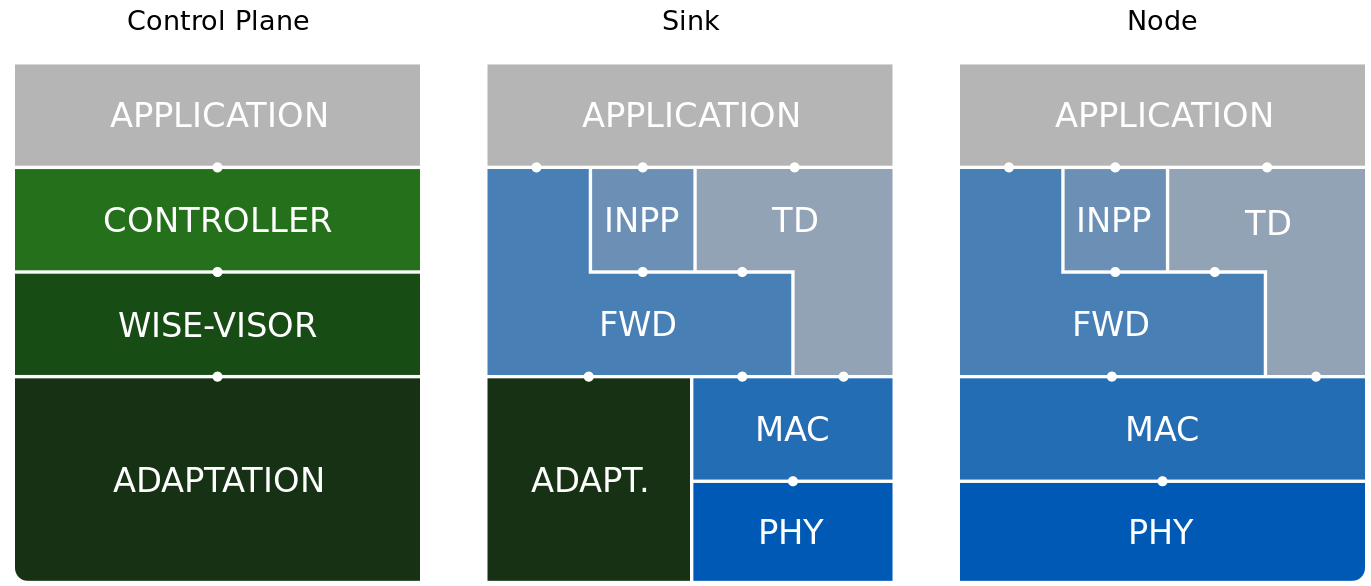 Control Plane
APPLICATION
CONTROLLER
WISE-VISOR
ADAPTATION
Sink
APPLICATION
INPP
TD
FWD
ADAPT.
MAC
PHY
Node
APPLICATION
INPP
TD
FWD
MAC
PHY